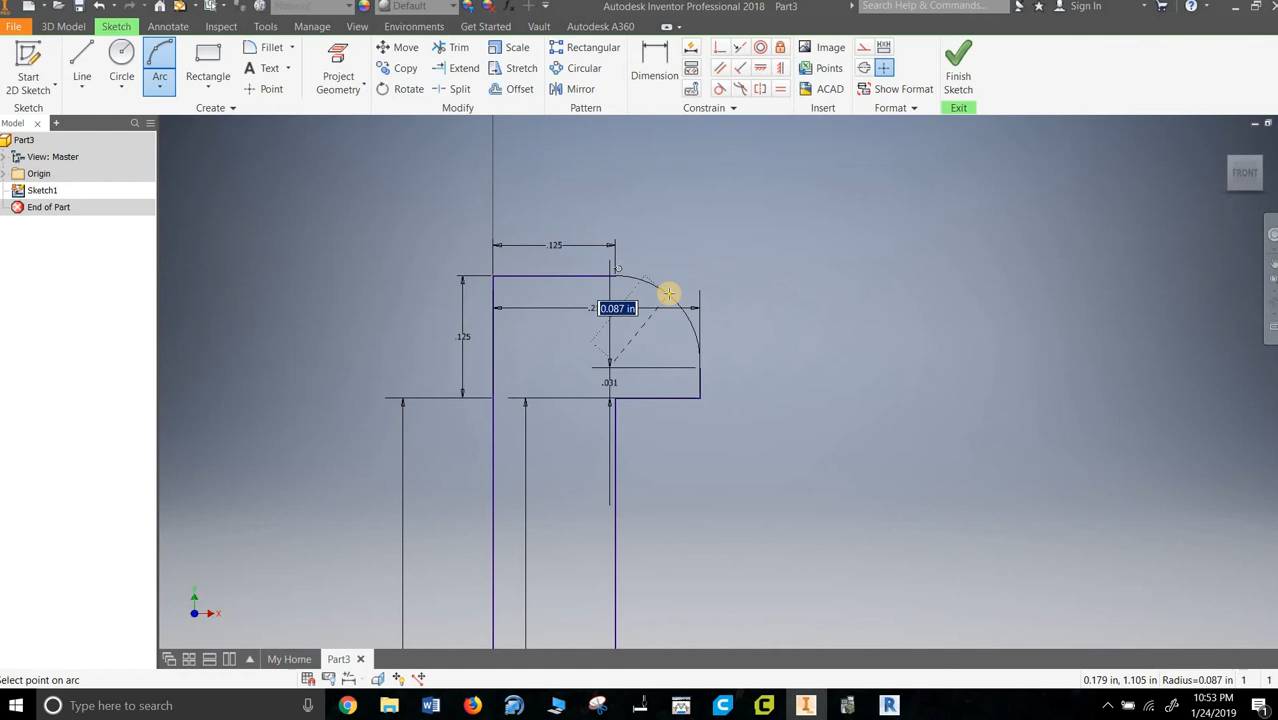 Material
Default
Autodesk Inventor Professional 2018   Part3
Search Help & Commands...
Sign In
File
3D Model
Sketch
Annotate
Inspect
Tools
Manage
View
Environments
Get Started
Vault
Autodesk A360
Start
2D Sketch
Line
Circle
Arc
Rectangle
Fillet
Text
Point
Project
Geometry
Move
Copy
Rotate
Trim
Extend
Split
Scale
Stretch
Offset
Rectangular
Circular
Mirror
Dimension
Image
Points
ACAD
Show Format
Finish
Sketch
Sketch
Create
Modify
Pattern
Constrain
Insert
Format
Exit
Model
Part3
View: Master
Origin
Sketch1
End of Part
FRONT
.125
0.087 in
.125
.031
X
My Home
Part3
Select point on arc
0.179 in, 1.105 in Radius=0.087 in 1 1
Type here to search
10:53 PM
1/24/2019